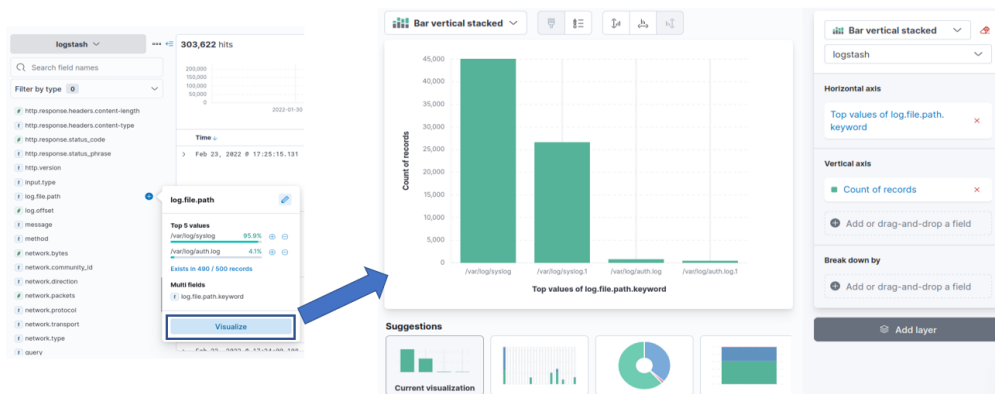 logstash
303,622 hits
Search field names
Filter by type 0
http.response.headers.content-length
http.response.headers.content-type
http.response.status_code
http.response.status_phrase
http.version
input.type
log.file.path
log.offset
message
method
network.bytes
network.community_id
network.direction
network.packets
network.protocol
network.transport
network.type
query
200,000
150,000
100,000
50,000
0
2022-01-30
Time
Feb 23, 2022 @ 17:25:15.131
log.file.path
Top 5 values
/var/log/syslog 95.9%
/var/log/auth.log 4.1%
Exists in 490 / 500 records
Multi fields
log.file.path.keyword
Visualize
Bar vertical stacked
45,000
40,000
35,000
30,000
25,000
20,000
15,000
10,000
5,000
0
Count of records
/var/log/syslog
/var/log/syslog.1
/var/log/auth.log
/var/log/auth.log.1
Top values of log.file.path.keyword
Suggestions
Current visualization
Bar vertical stacked
logstash
Horizontal axis
Top values of log.file.path.
keyword
Vertical axis
Count of records
Add or drag-and-drop a field
Break down by
Add or drag-and-drop a field
Add layer